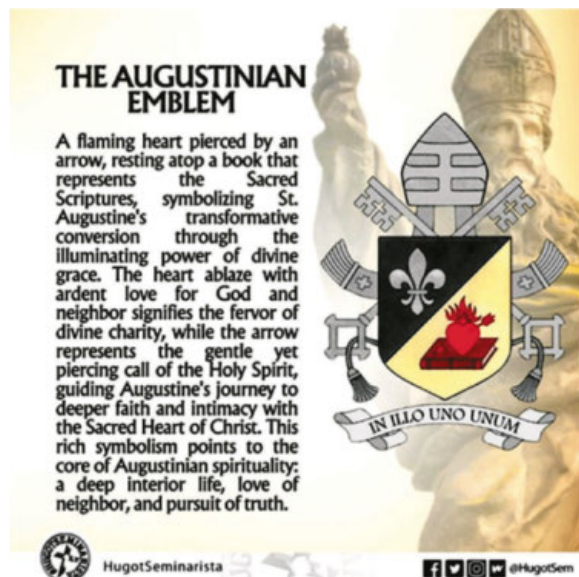 THE AUGUSTINIAN
EMBLEM
A flaming heart pierced by an
arrow, resting atop a book that
represents the Sacred
Scriptures, symbolizing St.
Augustine's transformative
conversion through the
illuminating power of divine
grace. The heart ablaze with
ardent love for God and
neighbor signifies the fervor of
divine charity, while the arrow
represents the gentle yet
piercing call of the Holy Spirit,
guiding Augustine's journey to
deeper faith and intimacy with
the Sacred Heart of Christ. This
rich symbolism points to the
core of Augustinian spirituality:
a deep interior life, love of
neighbor, and pursuit of truth.
IN ILLO UNO UNUM
HUGOTSEMINARISTA
HugotSeminarista
@HugotSem